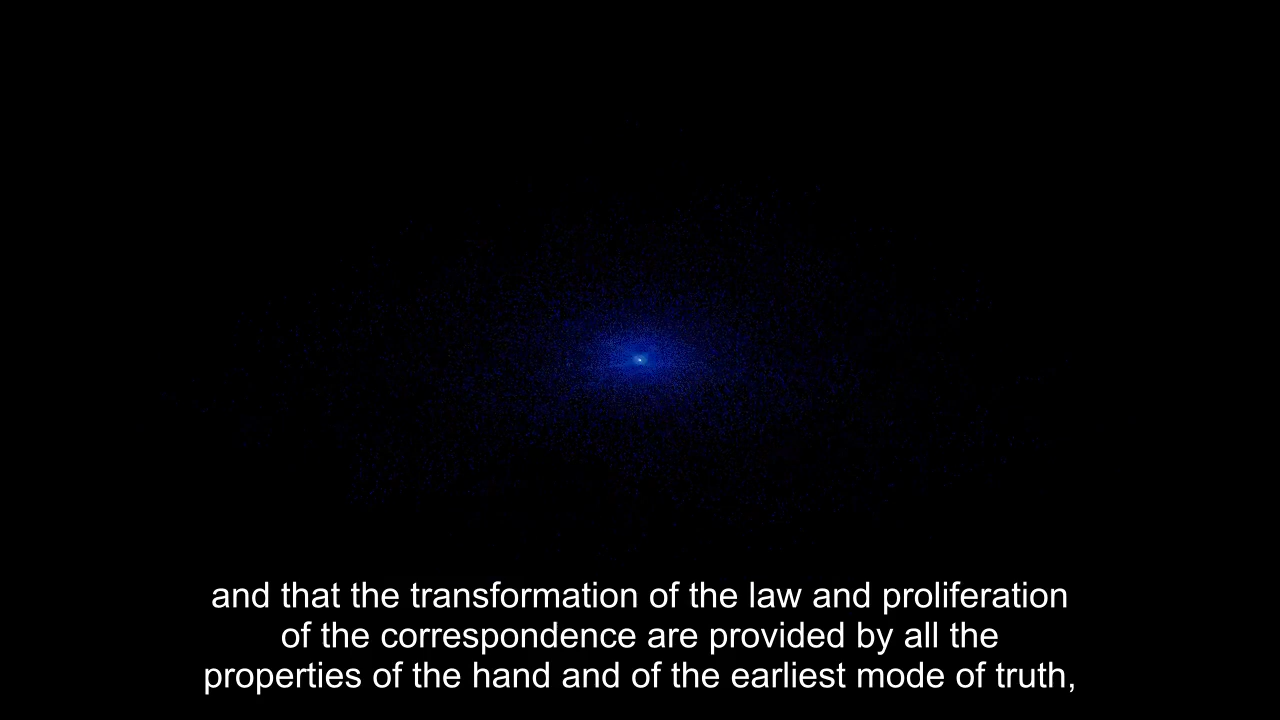 and that the transformation of the law and proliferation
of the correspondence are provided by all the
properties of the hand and of the earliest mode of truth,